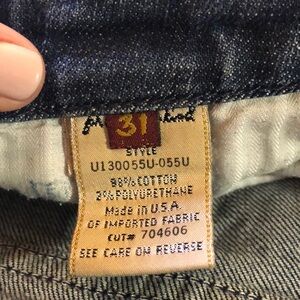 31
STYLE
U130055U-055U
98%COTTON
2%POLYURETHANE
Made in U.S.A.
OF IMPORTED FABRIC
CUT# 704606
SEE CARE ON REVERSE